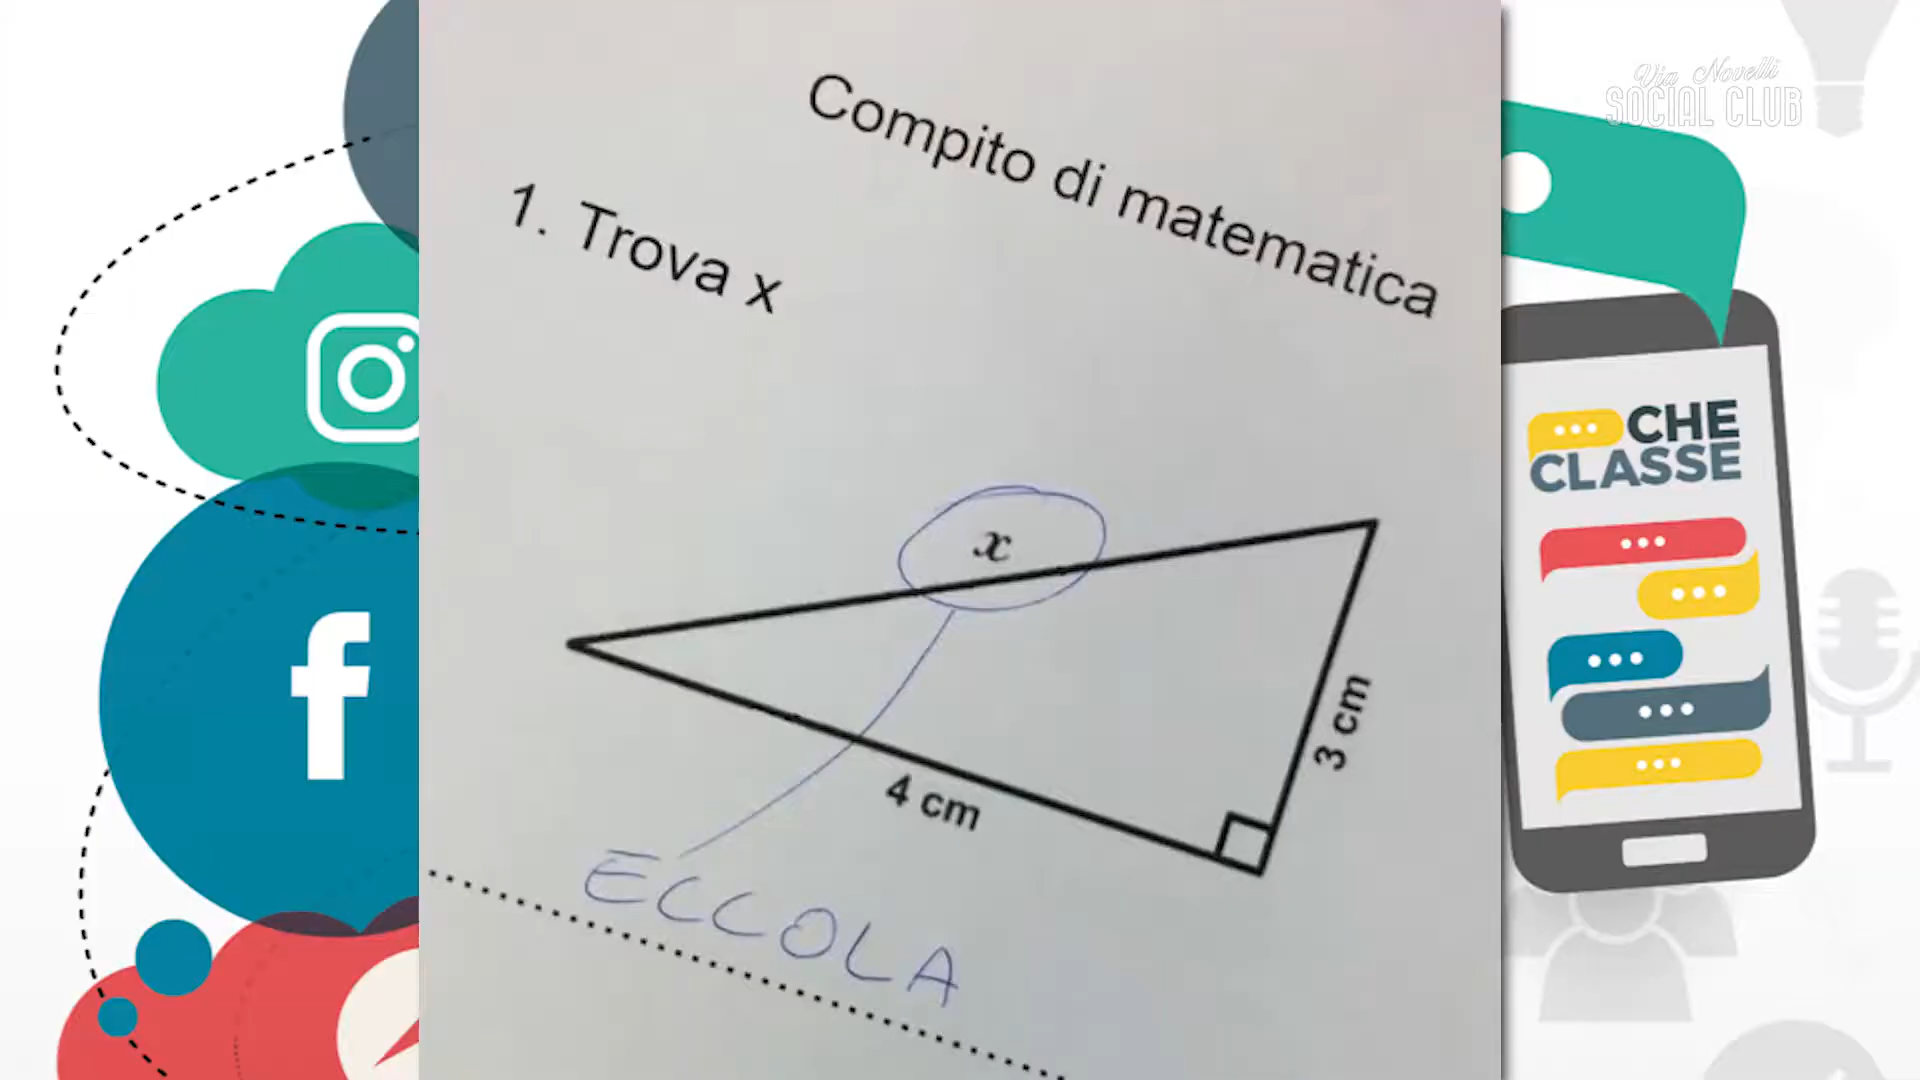 Via Novelli
SOCIAL CLUB
Compito di matematica
1. Trova x
x
3 cm
4 cm
ECCOLA
CHE
CLASSE